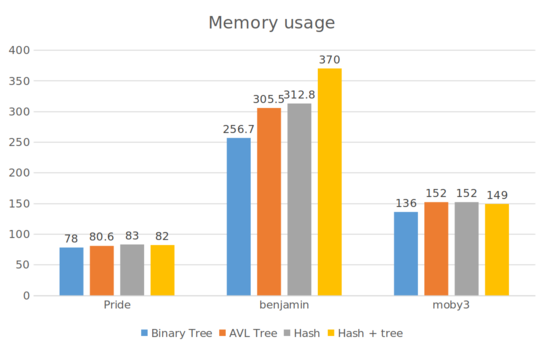 Memory usage
400
350
300
250
200
150
100
50
0
78 80.6 83 82
256.7 305.5 312.8 370
136 152 152 149
Pride benjamin moby3
Binary Tree AVL Tree Hash Hash + tree